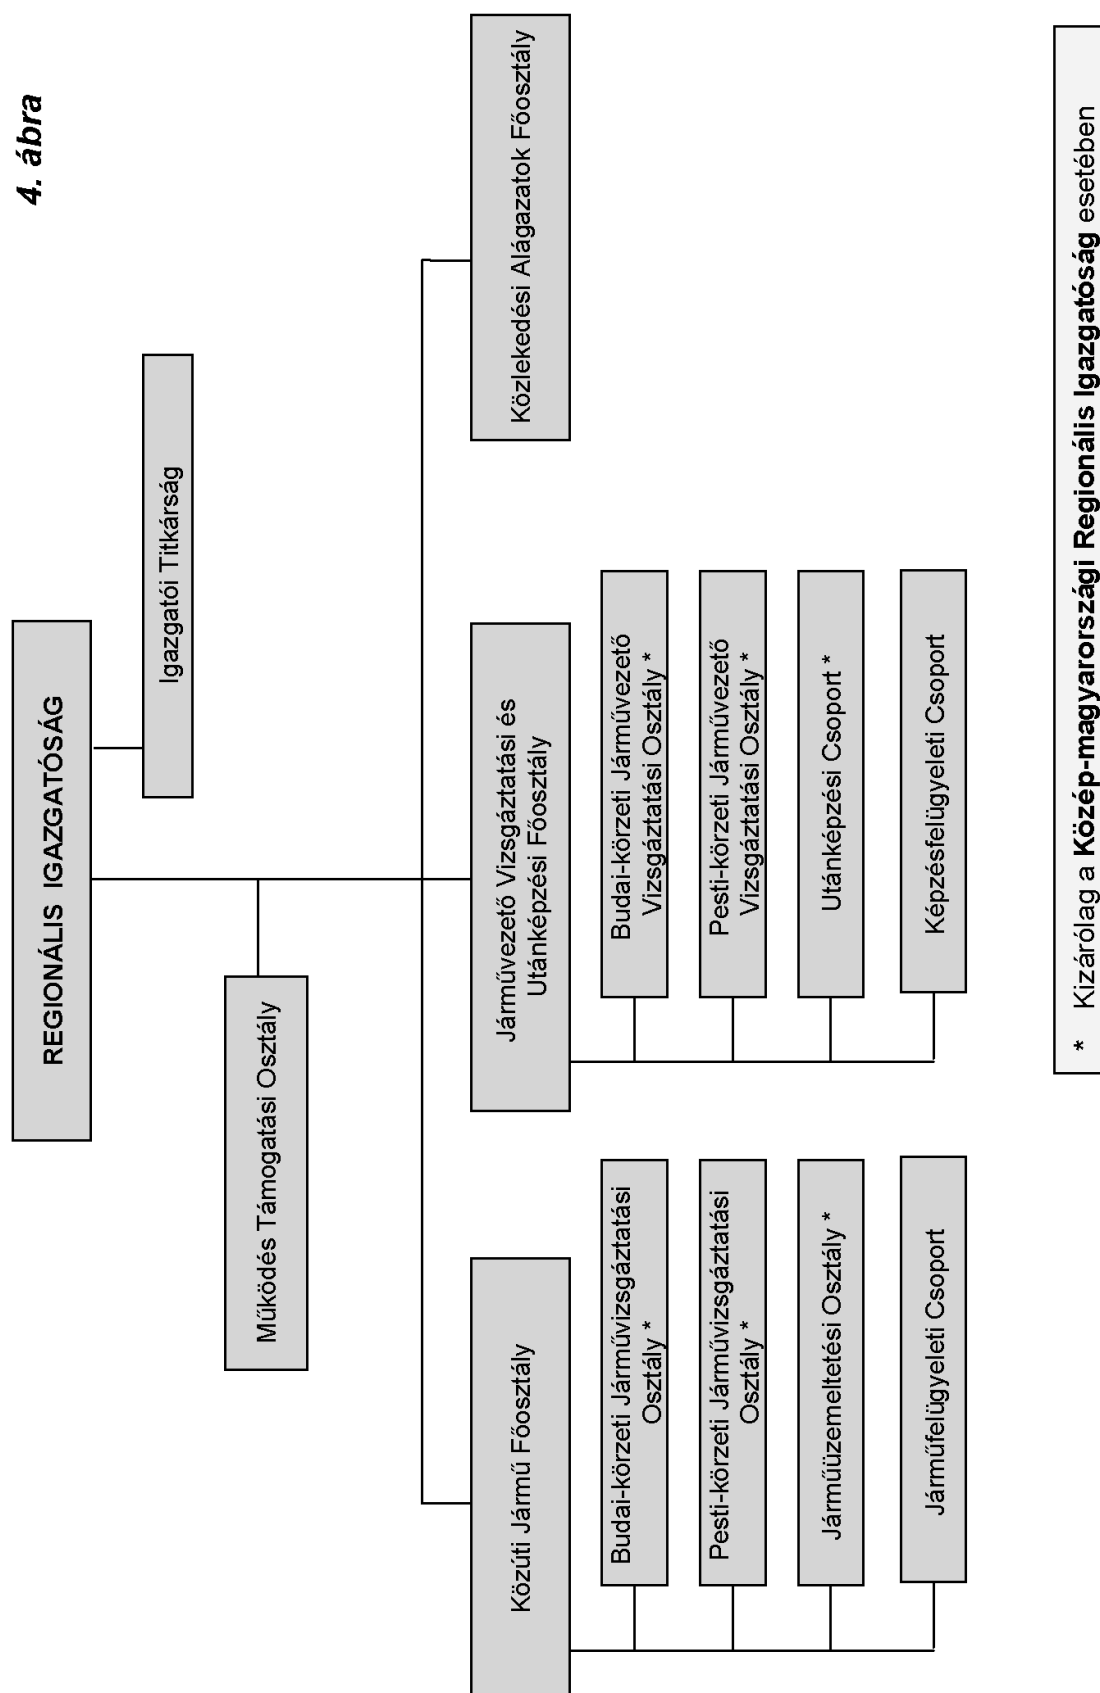 4. ábra
REGIONÁLIS IGAZGATÓSÁG
Igazgatói Titkárság
Működés Támogatási Osztály
Közúti Jármű Főosztály
Járművezető Vizsgáztatási és
Utánképzési Főosztály
Közlekedési Alágazatok Főosztály
Budai-körzeti Járművizsgáztatási
Osztály *
Pesti-körzeti Járművizsgáztatási
Osztály *
Járműüzemeltetési Osztály *
Járműfelügyeleti Csoport
Budai-körzeti Járművezető
Vizsgáztatási Osztály *
Pesti-körzeti Járművezető
Vizsgáztatási Osztály *
Utánképzési Csoport *
Képzésfelügyeleti Csoport
* Kizárólag a Közép-magyarországi Regionális Igazgatóság esetében